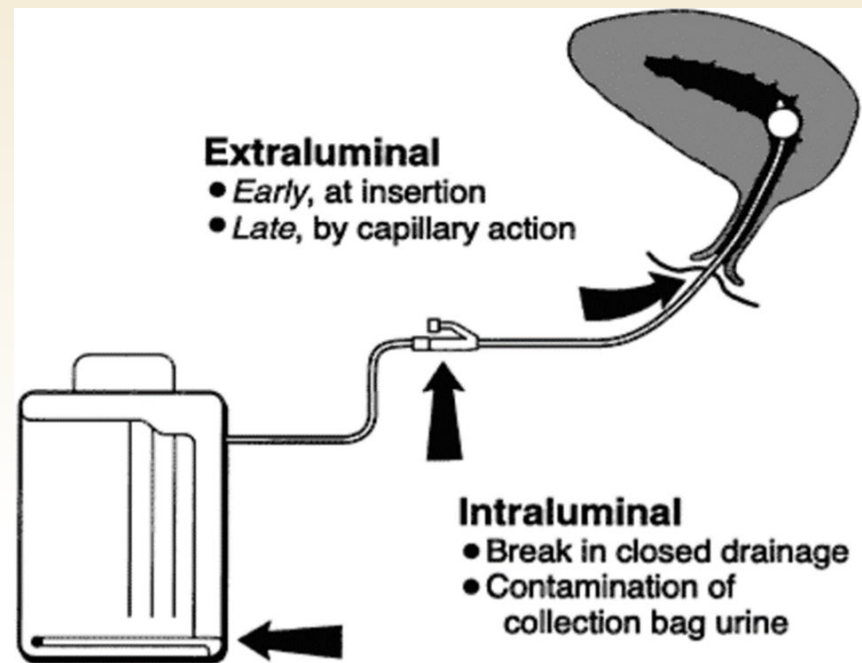 Extraluminal
● Early, at insertion
● Late, by capillary action
Intraluminal
● Break in closed drainage
● Contamination of
collection bag urine